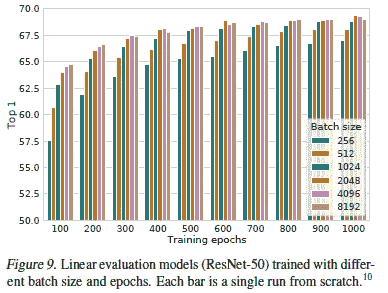 70.0
67.5
65.0
62.5
60.0
57.5
55.0
52.5
50.0
Top 1
Batch size
256
512
1024
2048
4096
8192
100 200 300 400 500 600 700 800 900 1000
Training epochs
Figure 9. Linear evaluation models (ResNet-50) trained with differ-
ent batch size and epochs. Each bar is a single run from scratch.10